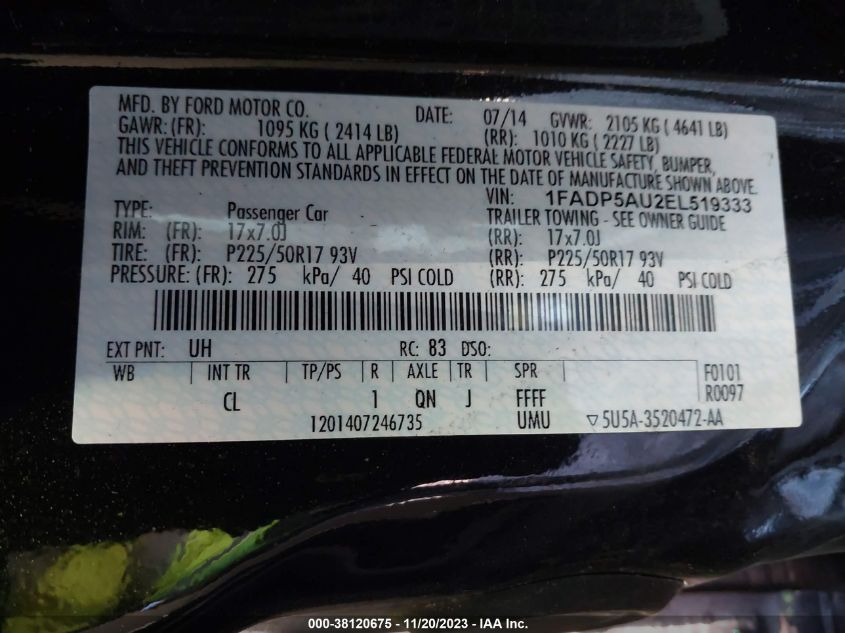 MFD. BY FORD MOTOR CO. DATE: 07/14 GVWR: 2105 KG ( 4641 LB)
GAWR: (FR): 1095 KG ( 2414 LB) (RR): 1010 KG ( 2227 LB)
THIS VEHICLE CONFORMS TO ALL APPLICABLE FEDERAL MOTOR VEHICLE SAFETY, BUMPER,
AND THEFT PREVENTION STANDARDS IN EFFECT ON THE DATE OF MANUFACTURE SHOWN ABOVE.
VIN: 1FADP5AU2EL519333
TYPE: Passenger Car TRAILER TOWING - SEE OWNER GUIDE
RIM: (FR): 17x7.0J (RR): 17x7.0J
TIRE: (FR): P225/50R17 93V (RR): P225/50R17 93V
PRESSURE: (FR): 275 kPa/ 40 PSI COLD (RR): 275 kPa/ 40 PSI COLD
EXT PNT: UH RC: 83 DSO:
WB INT TR TP/PS R AXLE TR SPR F0101
CL 1 QN J FFFF R0097
1201407246735 UMU ▽5U5A-3520472-AA
000-38120675 - 11/20/2023 - IAA Inc.